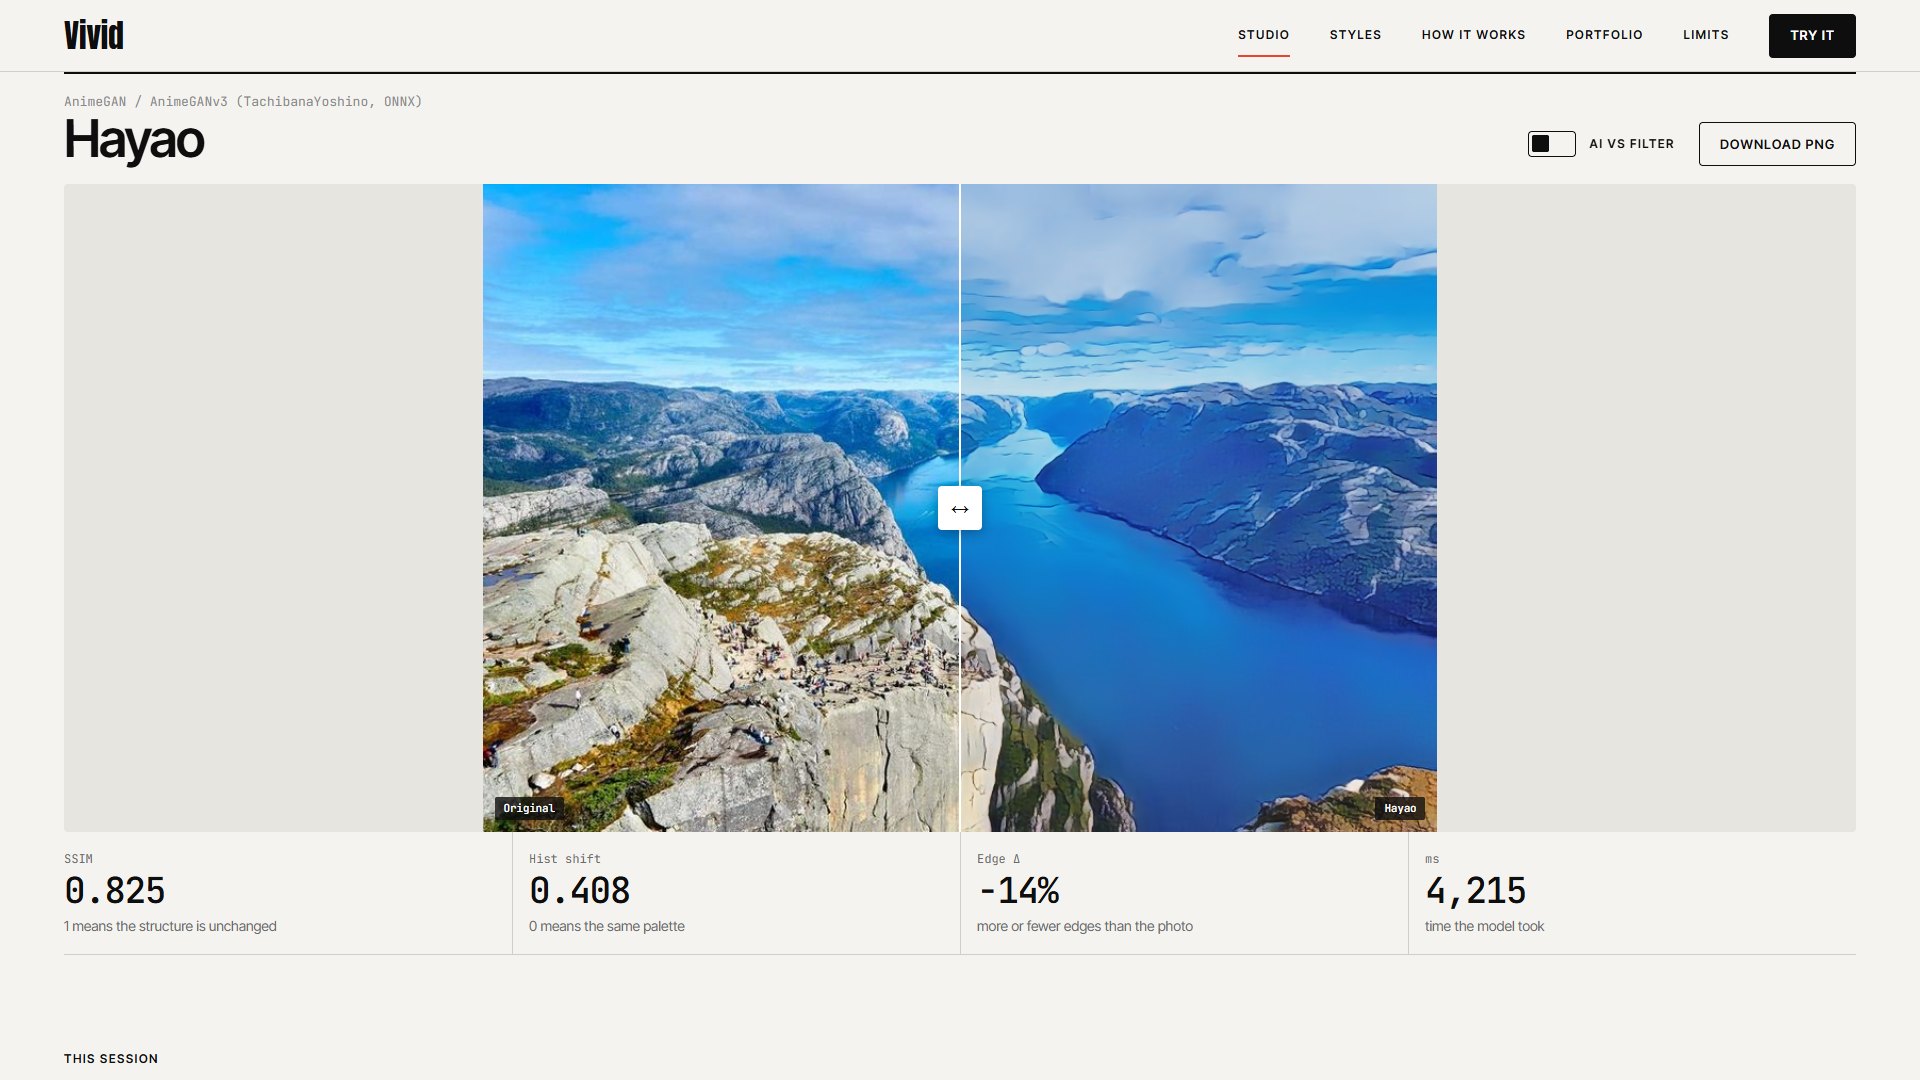 Vivid
STUDIO
STYLES
HOW IT WORKS
PORTFOLIO
LIMITS
TRY IT
AnimeGAN / AnimeGANv3 (TachibanaYoshino, ONNX)
Hayao
AI VS FILTER
DOWNLOAD PNG
Original
Hayao
SSIM
0.825
1 means the structure is unchanged
Hist shift
0.408
0 means the same palette
Edge Δ
-14%
more or fewer edges than the photo
ms
4,215
time the model took
THIS SESSION